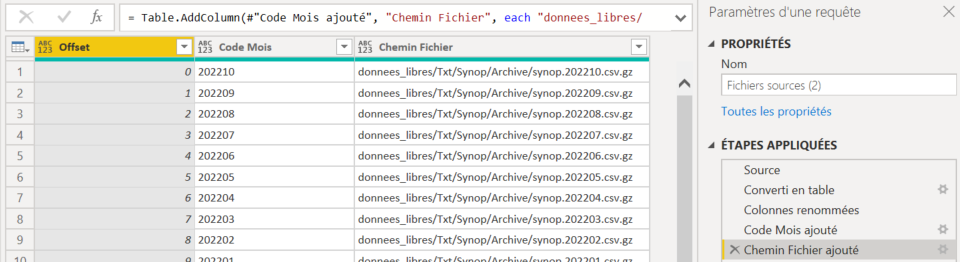 fx = Table.AddColumn(#"Code Mois ajouté", "Chemin Fichier", each "donnees_libres/
Paramètres d'une requête
ABC 123 Offset ABC 123 Code Mois ABC 123 Chemin Fichier
1 0 202210 donnees_libres/Txt/Synop/Archive/synop.202210.csv.gz
2 1 202209 donnees_libres/Txt/Synop/Archive/synop.202209.csv.gz
3 2 202208 donnees_libres/Txt/Synop/Archive/synop.202208.csv.gz
4 3 202207 donnees_libres/Txt/Synop/Archive/synop.202207.csv.gz
5 4 202206 donnees_libres/Txt/Synop/Archive/synop.202206.csv.gz
6 5 202205 donnees_libres/Txt/Synop/Archive/synop.202205.csv.gz
7 6 202204 donnees_libres/Txt/Synop/Archive/synop.202204.csv.gz
8 7 202203 donnees_libres/Txt/Synop/Archive/synop.202203.csv.gz
9 8 202202 donnees_libres/Txt/Synop/Archive/synop.202202.csv.gz
10 9 202201 donnees_libres/Txt/Synop/Archive/synop.202201.csv.gz
PROPRIÉTÉS
Nom
Fichiers sources (2)
Toutes les propriétés
ÉTAPES APPLIQUÉES
Source
Converti en table
Colonnes renommées
Code Mois ajouté
Chemin Fichier ajouté